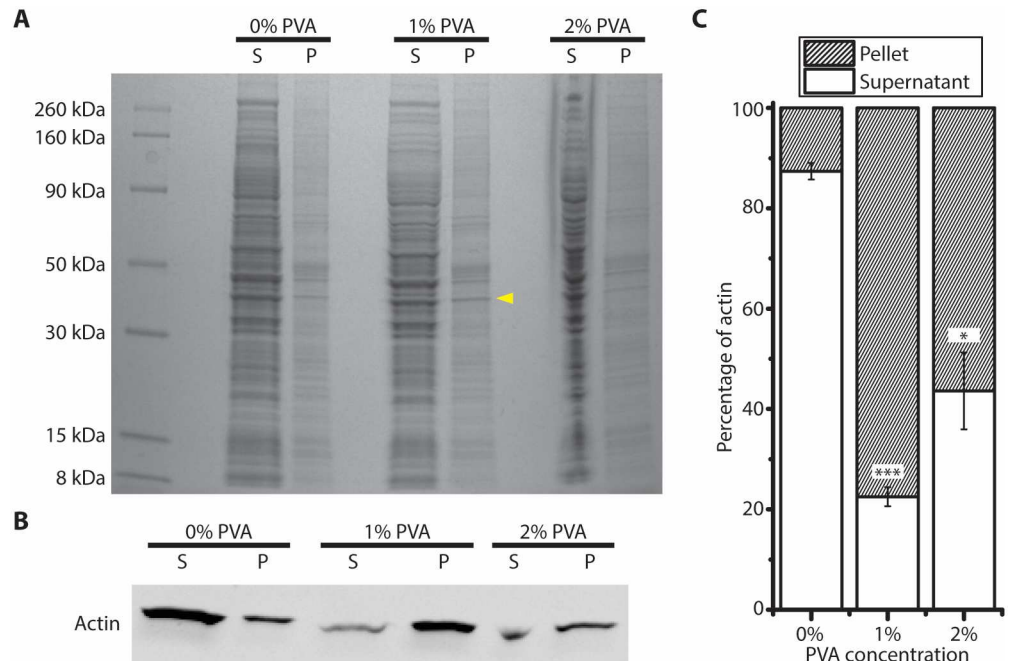 A
0% PVA 1% PVA 2% PVA
S P S P S P
260 kDa
160 kDa
90 kDa
50 kDa
30 kDa
15 kDa
8 kDa
B
0% PVA 1% PVA 2% PVA
S P S P S P
Actin
C
Pellet
Supernatant
100
80
60
40
20
0
Percentage of actin
*
***
0% 1% 2%
PVA concentration